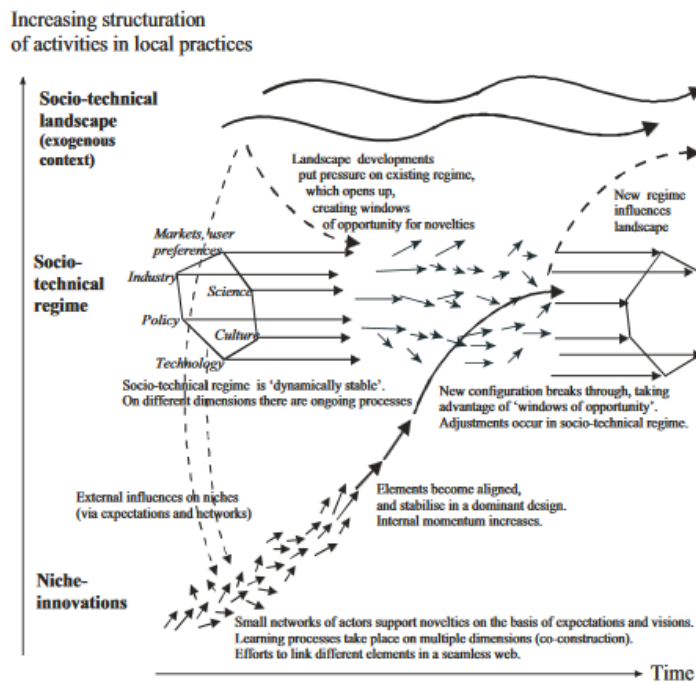 Increasing structuration
of activities in local practices
Socio-technical
landscape
(exogenous
context)
Landscape developments
put pressure on existing regime,
which opens up,
creating windows
of opportunity for novelties
New regime
influences
landscape
Markets, user
preferences
Socio-
technical
regime
Industry
Science
Policy
Culture
Technology
Socio-technical regime is ‘dynamically stable’.
On different dimensions there are ongoing processes
New configuration breaks through, taking
advantage of ‘windows of opportunity’.
Adjustments occur in socio-technical regime.
External influences on niches
(via expectations and networks)
Elements become aligned,
and stabilise in a dominant design.
Internal momentum increases.
Niche-
innovations
Small networks of actors support novelties on the basis of expectations and visions.
Learning processes take place on multiple dimensions (co-construction).
Efforts to link different elements in a seamless web.
Time